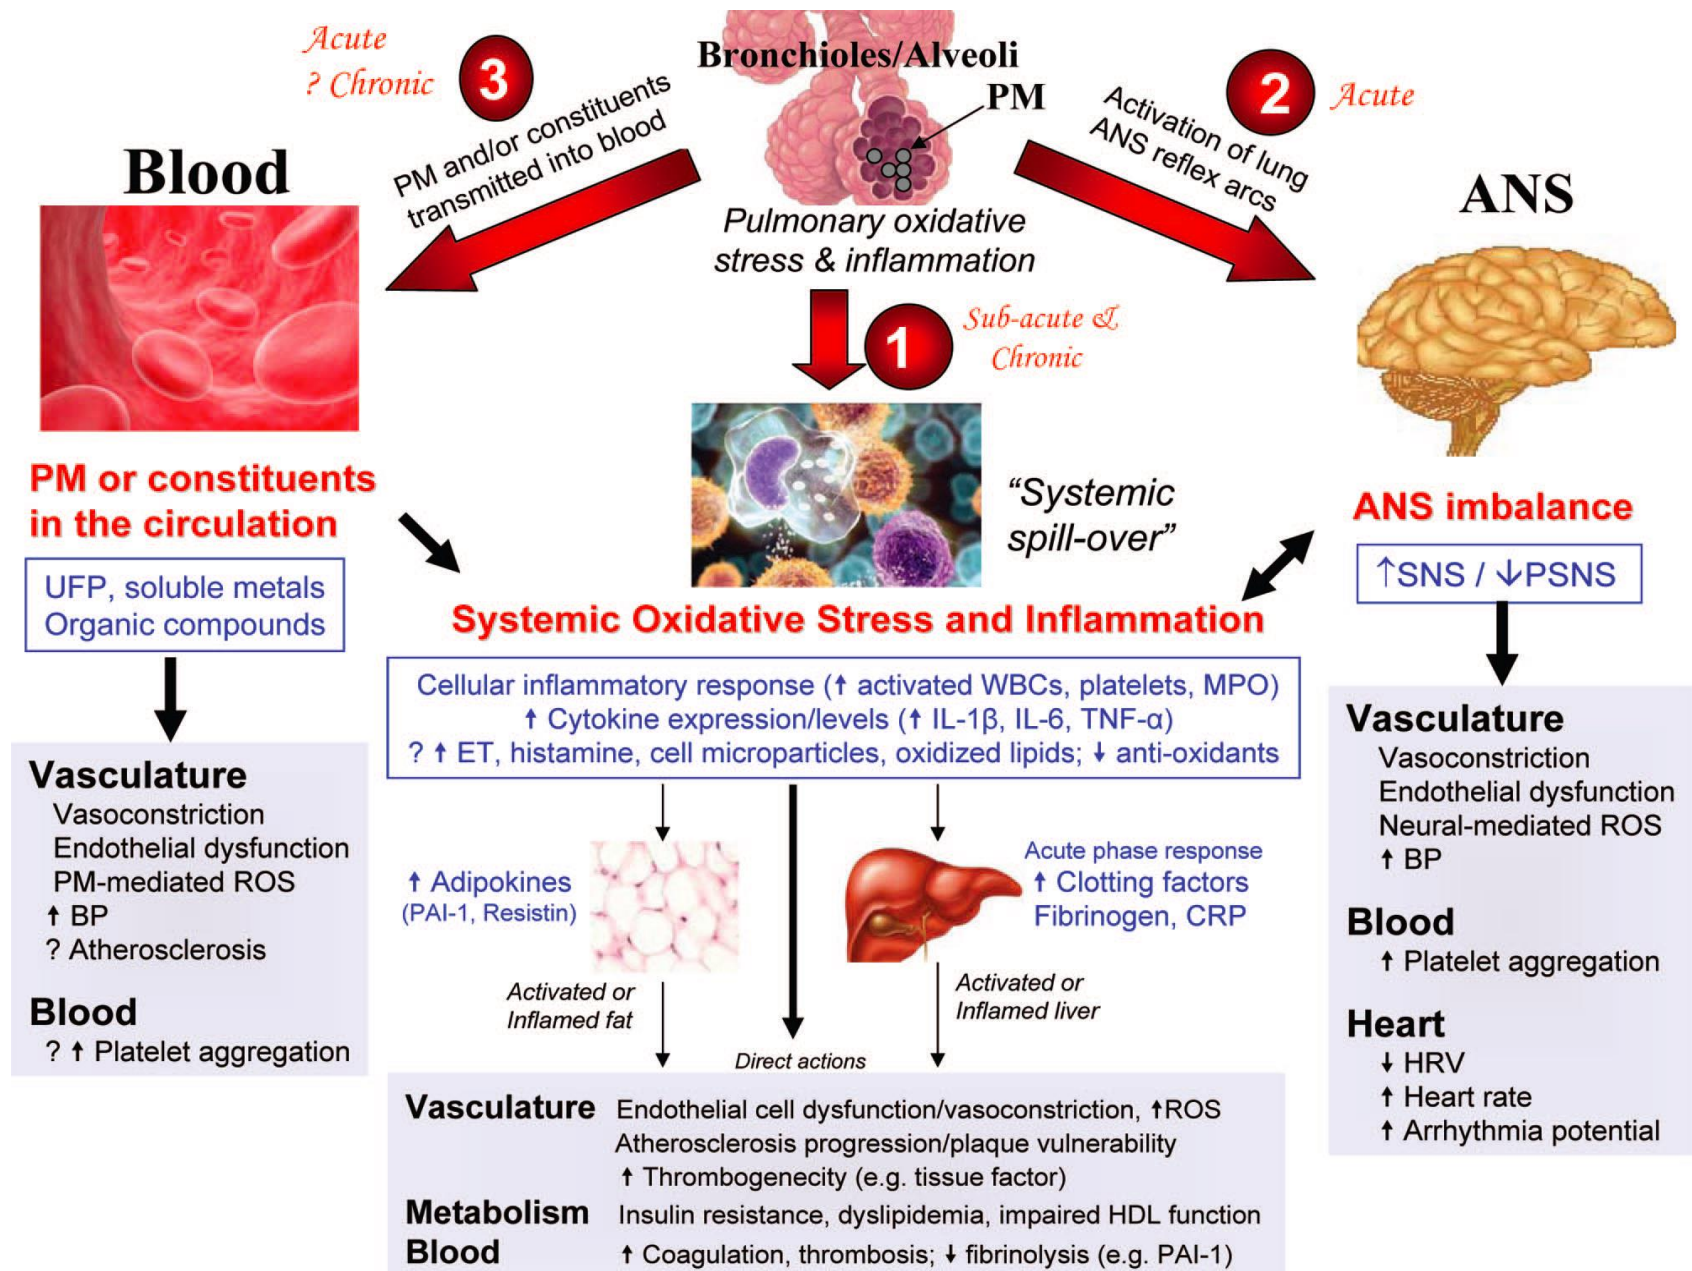 Acute
? Chronic
3
PM and/or constituents
transmitted into blood
Bronchioles/Alveoli
PM
2
Acute
Activation of lung
ANS reflex arcs
Blood
ANS
Pulmonary oxidative
stress & inflammation
1
Sub-acute &
Chronic
"Systemic
spill-over"
PM or constituents
in the circulation
UFP, soluble metals
Organic compounds
Vasculature
Vasoconstriction
Endothelial dysfunction
PM-mediated ROS
↑ BP
? Atherosclerosis
Blood
? ↑ Platelet aggregation
Systemic Oxidative Stress and Inflammation
Cellular inflammatory response (↑ activated WBCs, platelets, MPO)
↑ Cytokine expression/levels (↑ IL-1β, IL-6, TNF-α)
? ↑ ET, histamine, cell microparticles, oxidized lipids; ↓ anti-oxidants
↑ Adipokines
(PAI-1, Resistin)
Activated or
Inflamed fat
Direct actions
Acute phase response
↑ Clotting factors
Fibrinogen, CRP
Activated or
Inflamed liver
Vasculature Endothelial cell dysfunction/vasoconstriction, ↑ROS
Atherosclerosis progression/plaque vulnerability
↑ Thrombogenecity (e.g. tissue factor)
Metabolism Insulin resistance, dyslipidemia, impaired HDL function
Blood ↑ Coagulation, thrombosis; ↓ fibrinolysis (e.g. PAI-1)
ANS imbalance
↑SNS / ↓PSNS
Vasculature
Vasoconstriction
Endothelial dysfunction
Neural-mediated ROS
↑ BP
Blood
↑ Platelet aggregation
Heart
↓ HRV
↑ Heart rate
↑ Arrhythmia potential